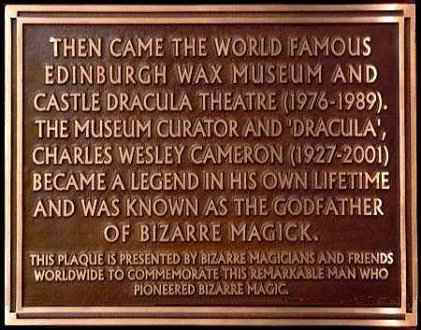 THEN CAME THE WORLD FAMOUS
EDINBURGH WAX MUSEUM AND
CASTLE DRACULA THEATRE (1976-1989).
THE MUSEUM CURATOR AND 'DRACULA',
CHARLES WESLEY CAMERON (1927-2001)
BECAME A LEGEND IN HIS OWN LIFETIME
AND WAS KNOWN AS THE GODFATHER
OF BIZARRE MAGICK.
THIS PLAQUE IS PRESENTED BY BIZARRE MAGICIANS AND FRIENDS
WORLDWIDE TO COMMEMORATE THIS REMARKABLE MAN WHO
PIONEERED BIZARRE MAGIC.